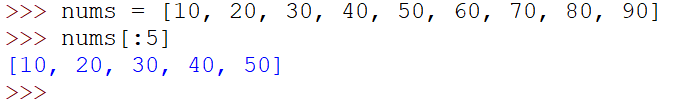 >>> nums = [10, 20, 30, 40, 50, 60, 70, 80, 90]
>>> nums[:5]
[10, 20, 30, 40, 50]
>>>